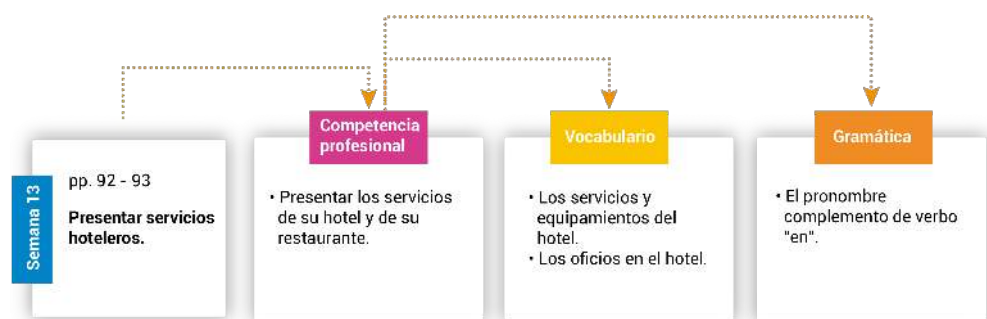 Semana 13
pp. 92 - 93
Presentar servicios
hoteleros.
Competencia
profesional
• Presentar los servicios
de su hotel y de su
restaurante.
Vocabulario
• Los servicios y
equipamientos del
hotel.
• Los oficios en el hotel.
Gramática
• El pronombre
complemento de verbo
"en".